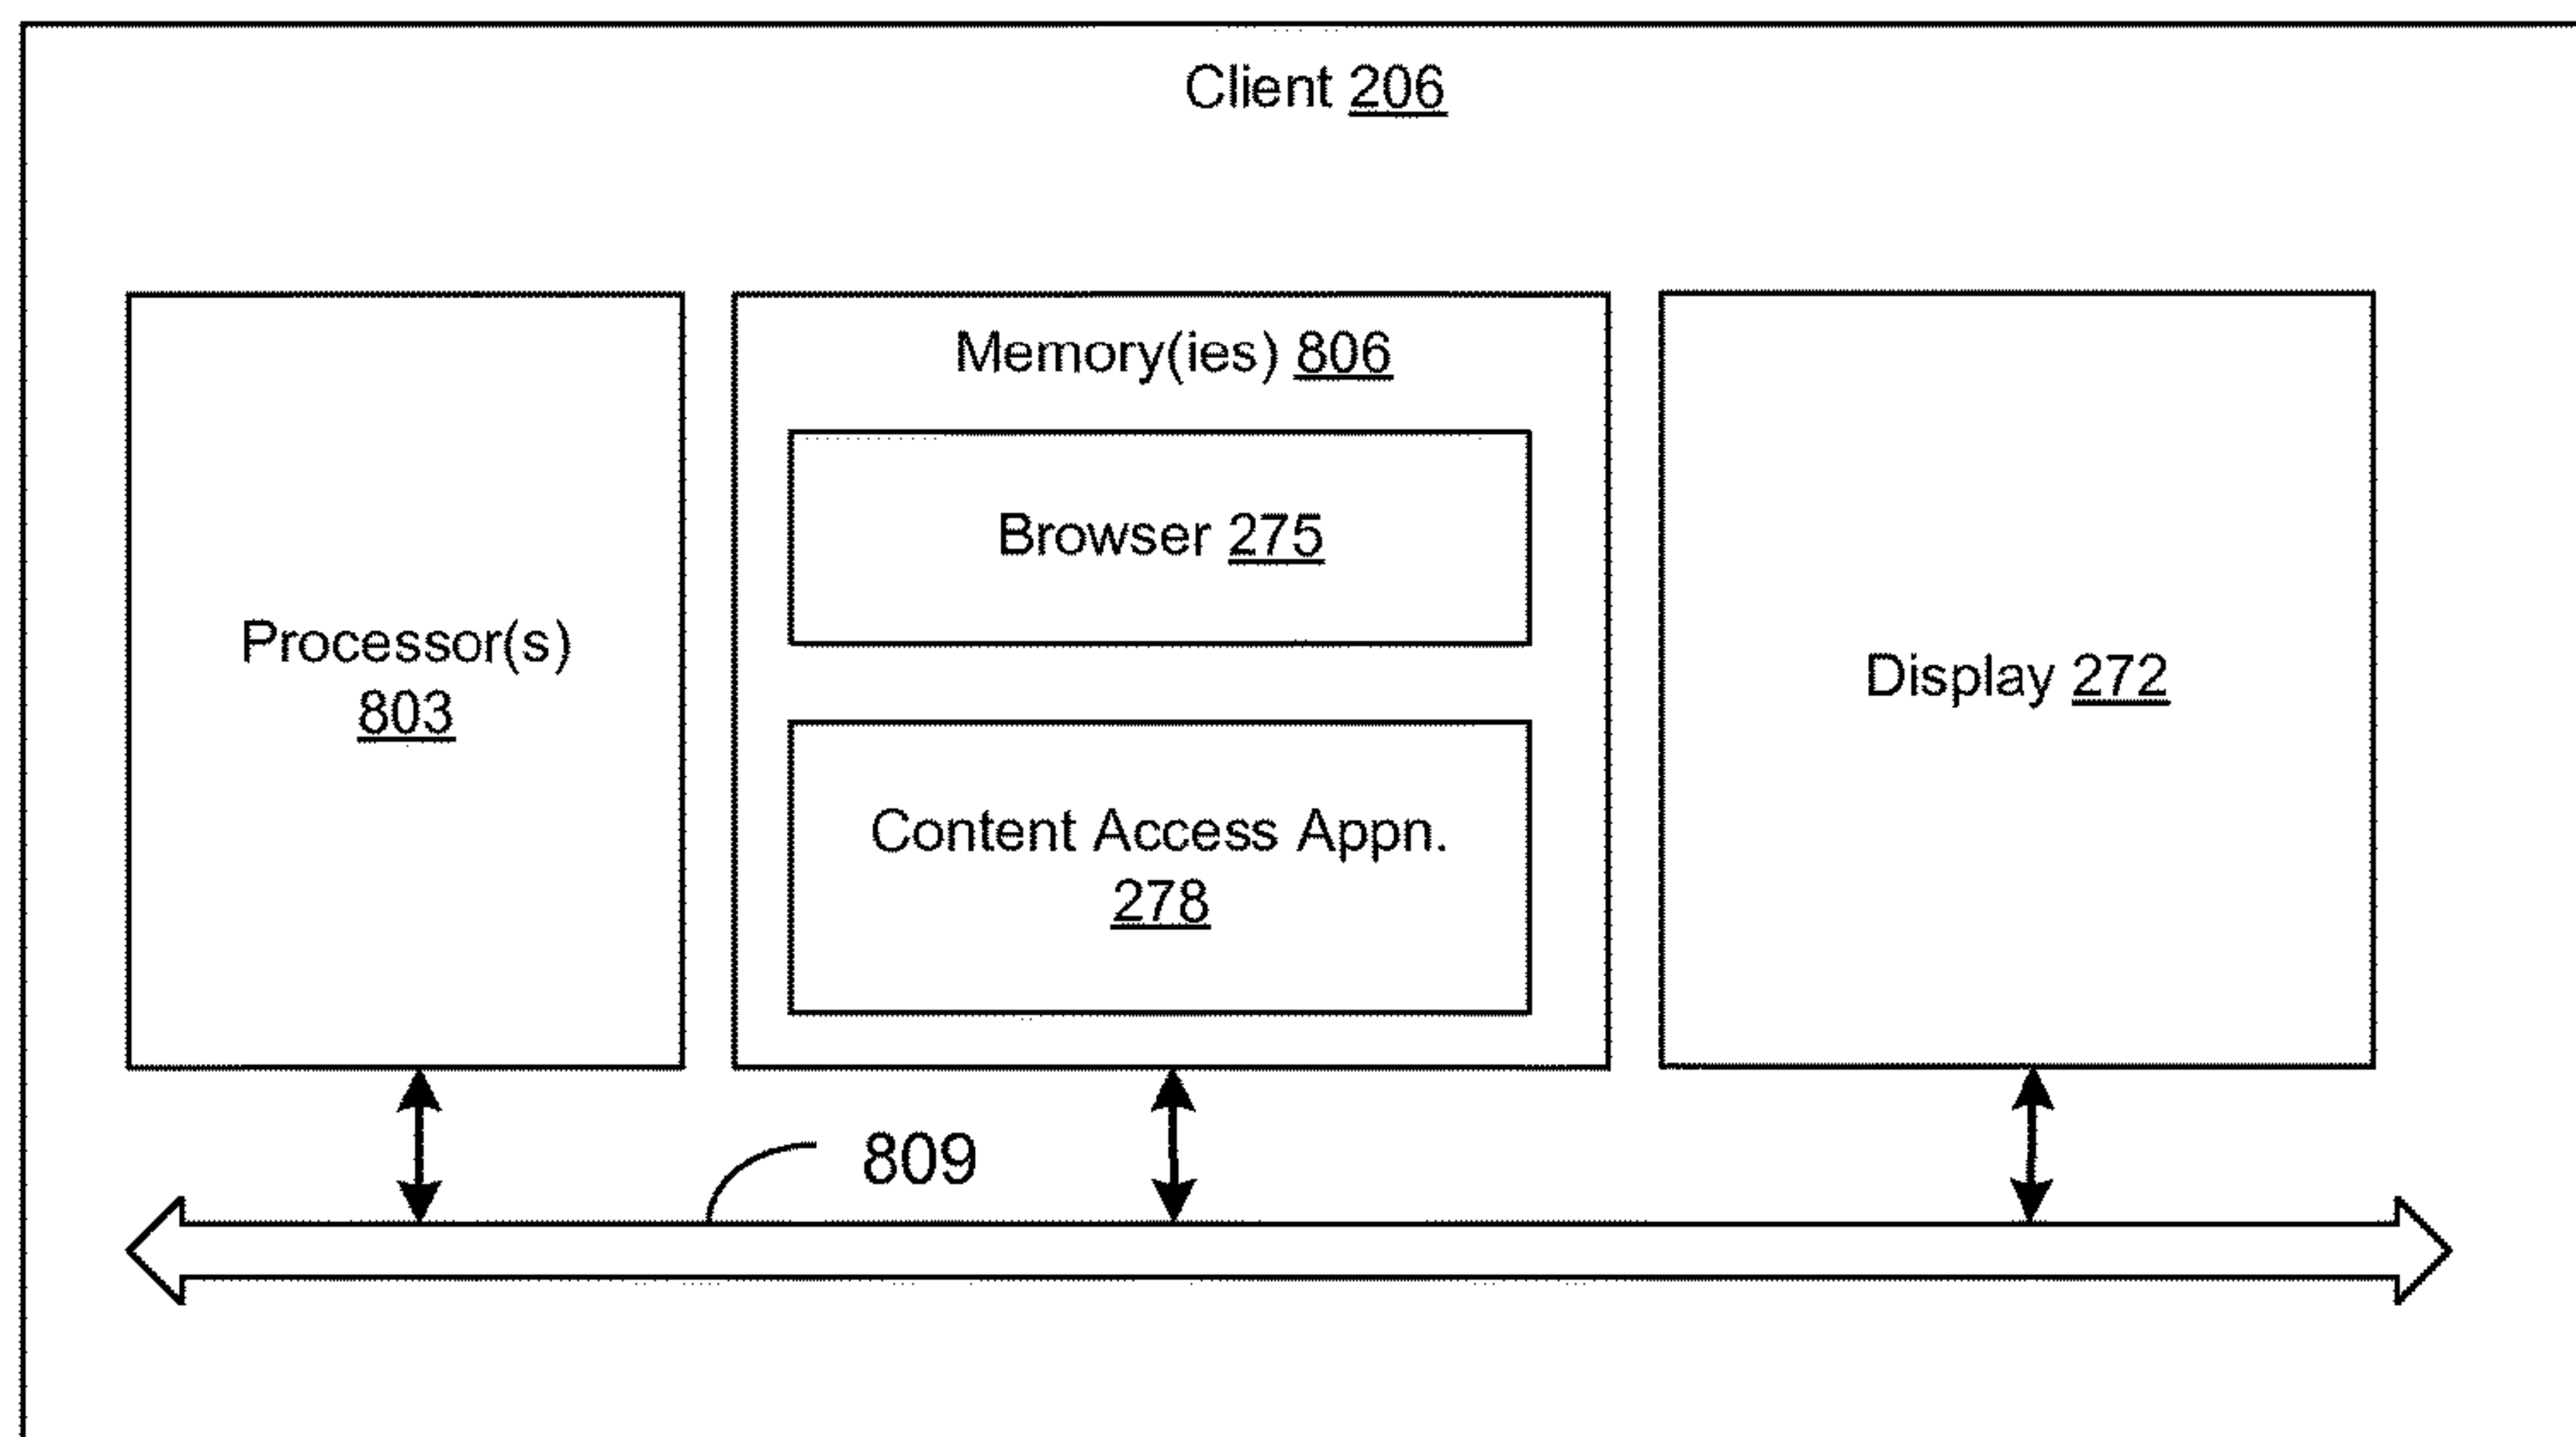 Client 206
Memory(ies) 806
Browser 275
Processor(s)
803
Display 272
Content Access Appn.
278
809